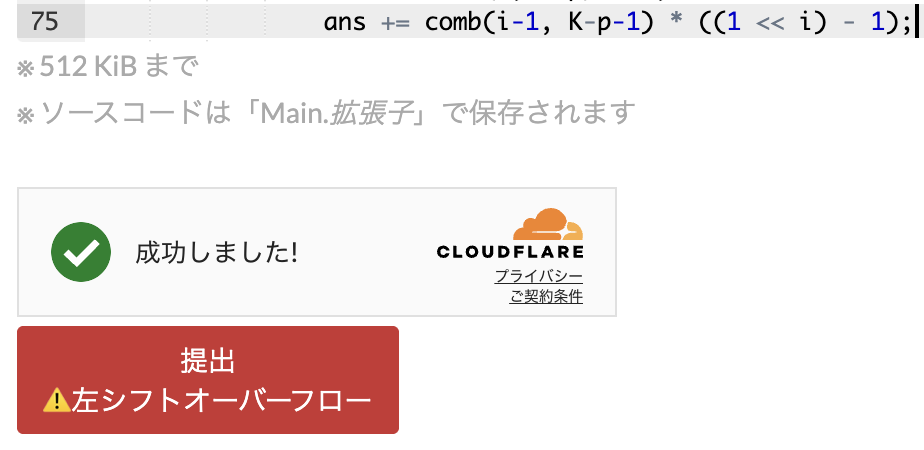 75 ans += comb(i-1, K-p-1) * ((1 << i) - 1);
※ 512 KiB まで
※ ソースコードは「Main.拡張子」で保存されます
成功しました!
CLOUDFLARE
プライバシー
ご契約条件
提出
⚠️左シフトオーバーフロー